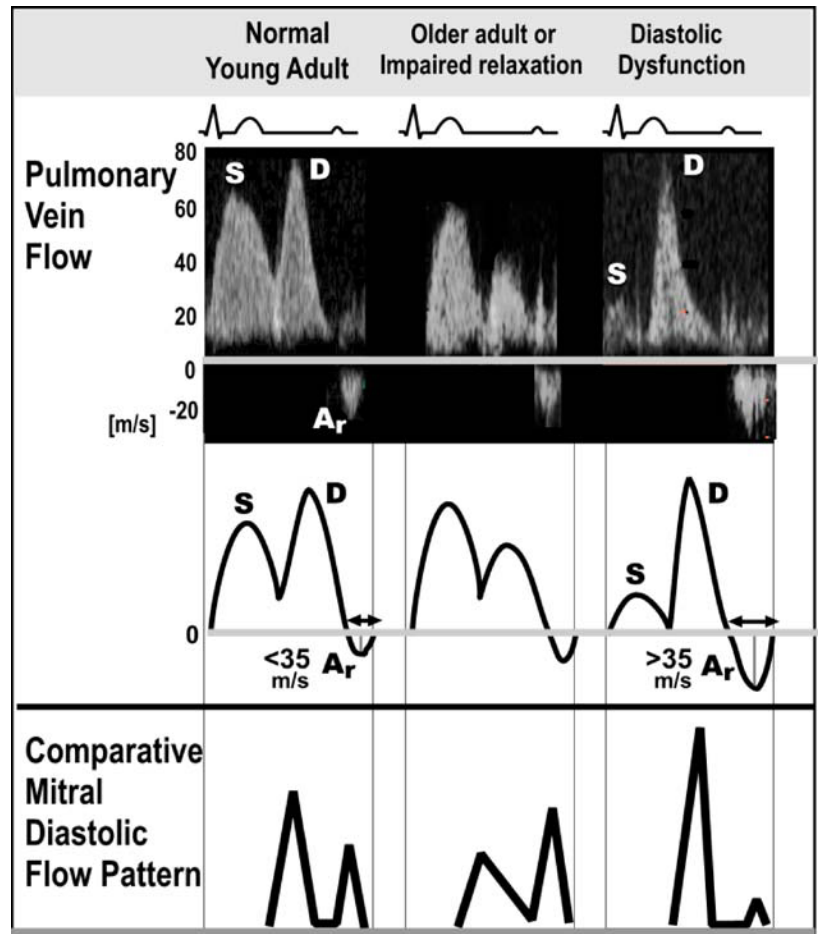 Normal
Young Adult
Older adult or
Impaired relaxation
Diastolic
Dysfunction
Pulmonary
Vein
Flow
80
60
40
20
0
-20
[m/s]
S
D
Ar
S
D
S
D
0
<35
m/s
Ar
S
D
>35
m/s
Ar
Comparative
Mitral
Diastolic
Flow Pattern